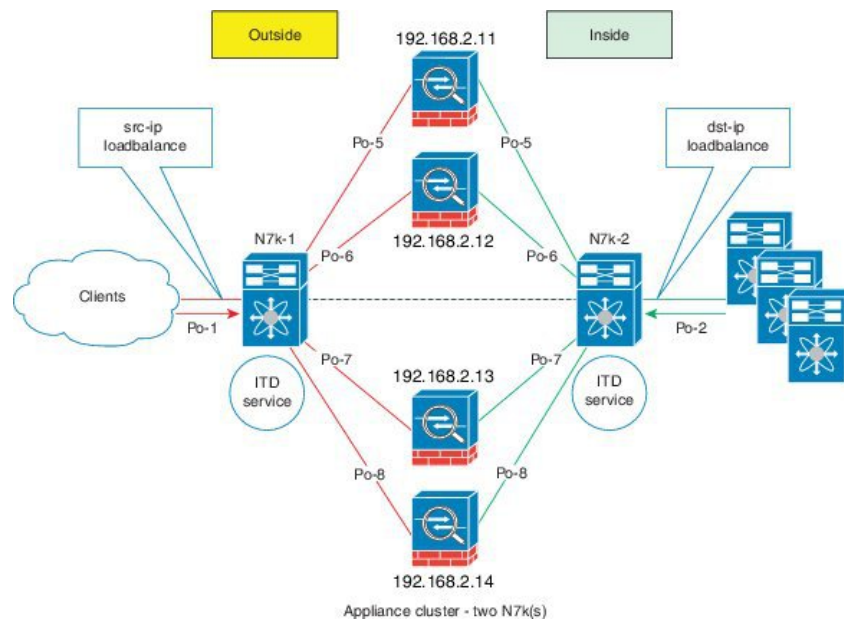 Outside
192.168.2.11
Inside
src-ip
loadbalance
dst-ip
loadbalance
Po-5
Po-5
N7k-1
192.168.2.12
N7k-2
Po-6
Po-6
Clients
Po-1
Po-2
Po-7
192.168.2.13
Po-7
ITD
service
ITD
service
Po-8
Po-8
192.168.2.14
Appliance cluster - two N7k(s)